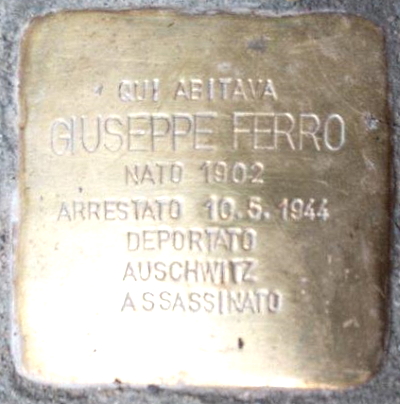 QUI ABITAVA
GIUSEPPE FERRO
NATO 1902
ARRESTATO 10.5.1944
DEPORTATO
AUSCHWITZ
ASSASSINATO